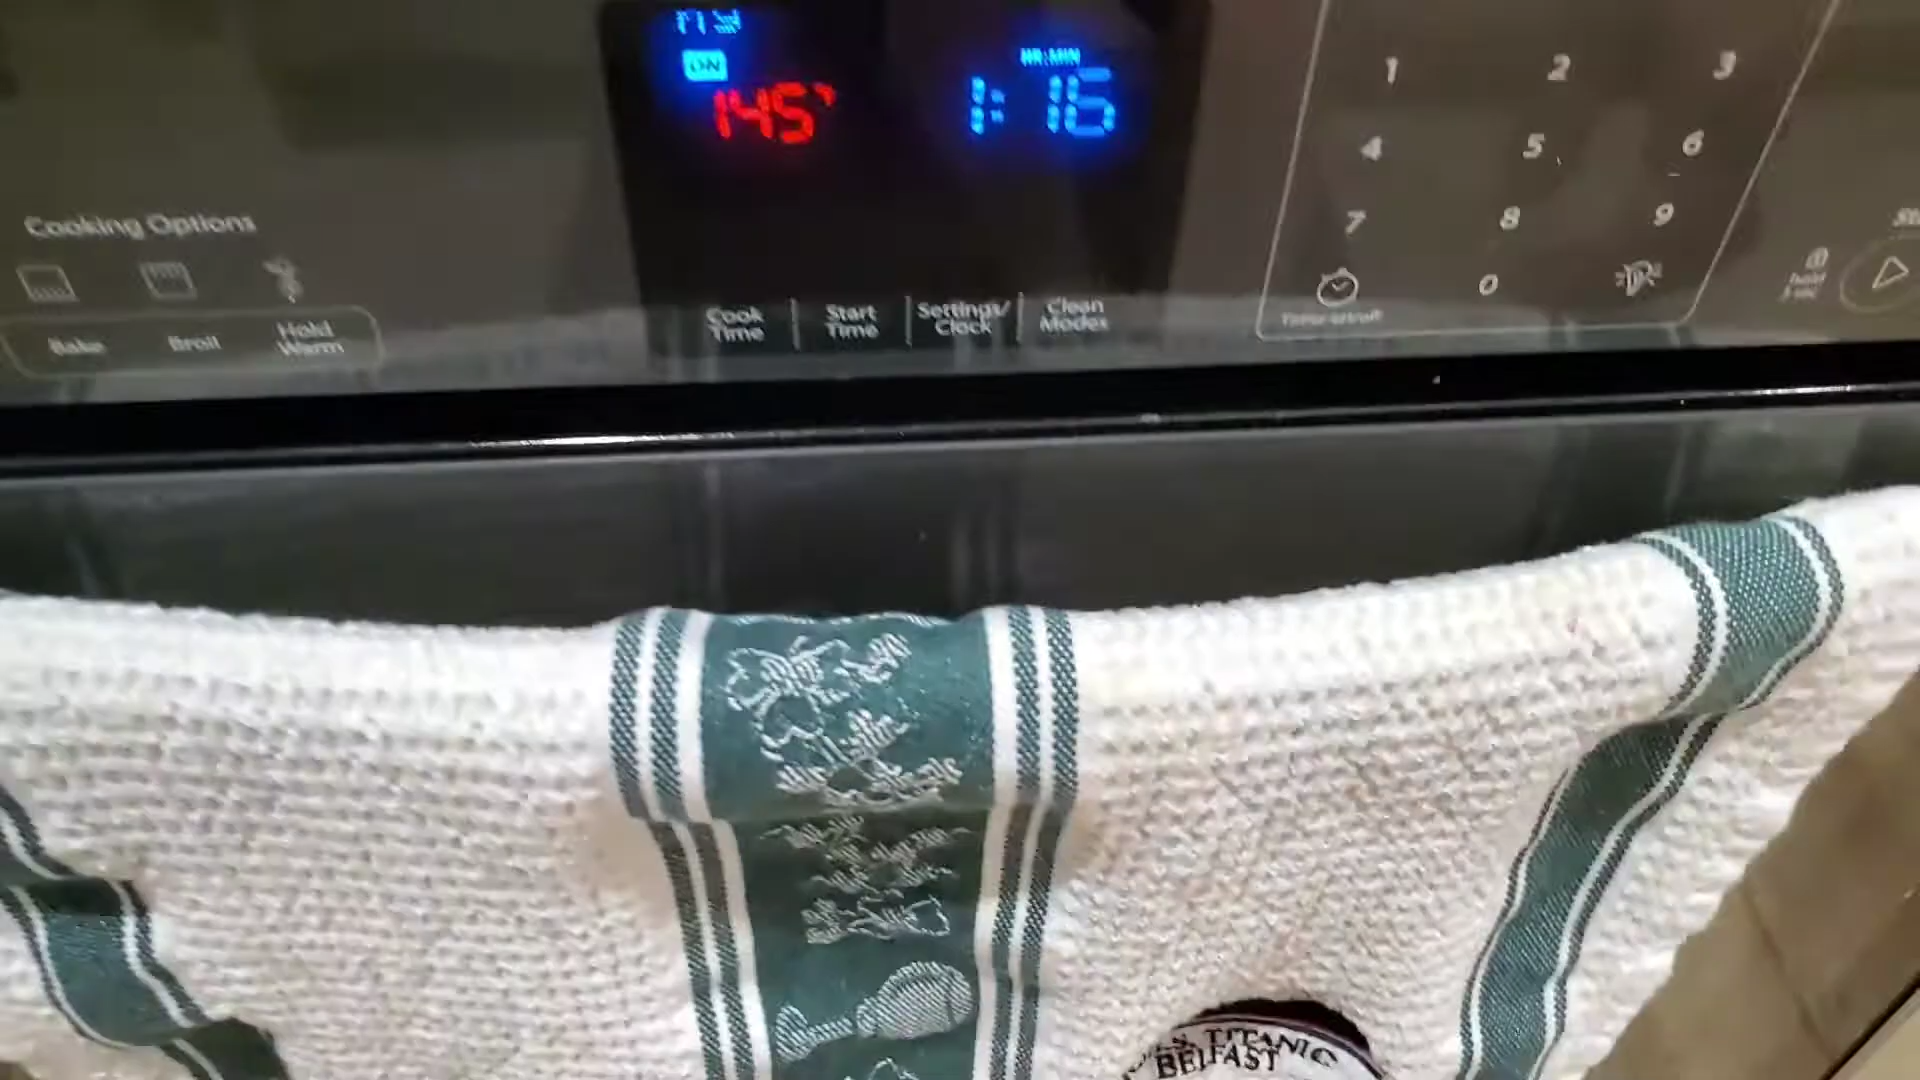 ON
145°
HR:MIN
1:16
1 2 3
4 5 6
7 8 9
0
Cooking Options
Bake
Broil
Hold
Warm
Cook
Time
Start
Time
Settings/
Clock
Clean
Modes
TITANIC
BELFAST